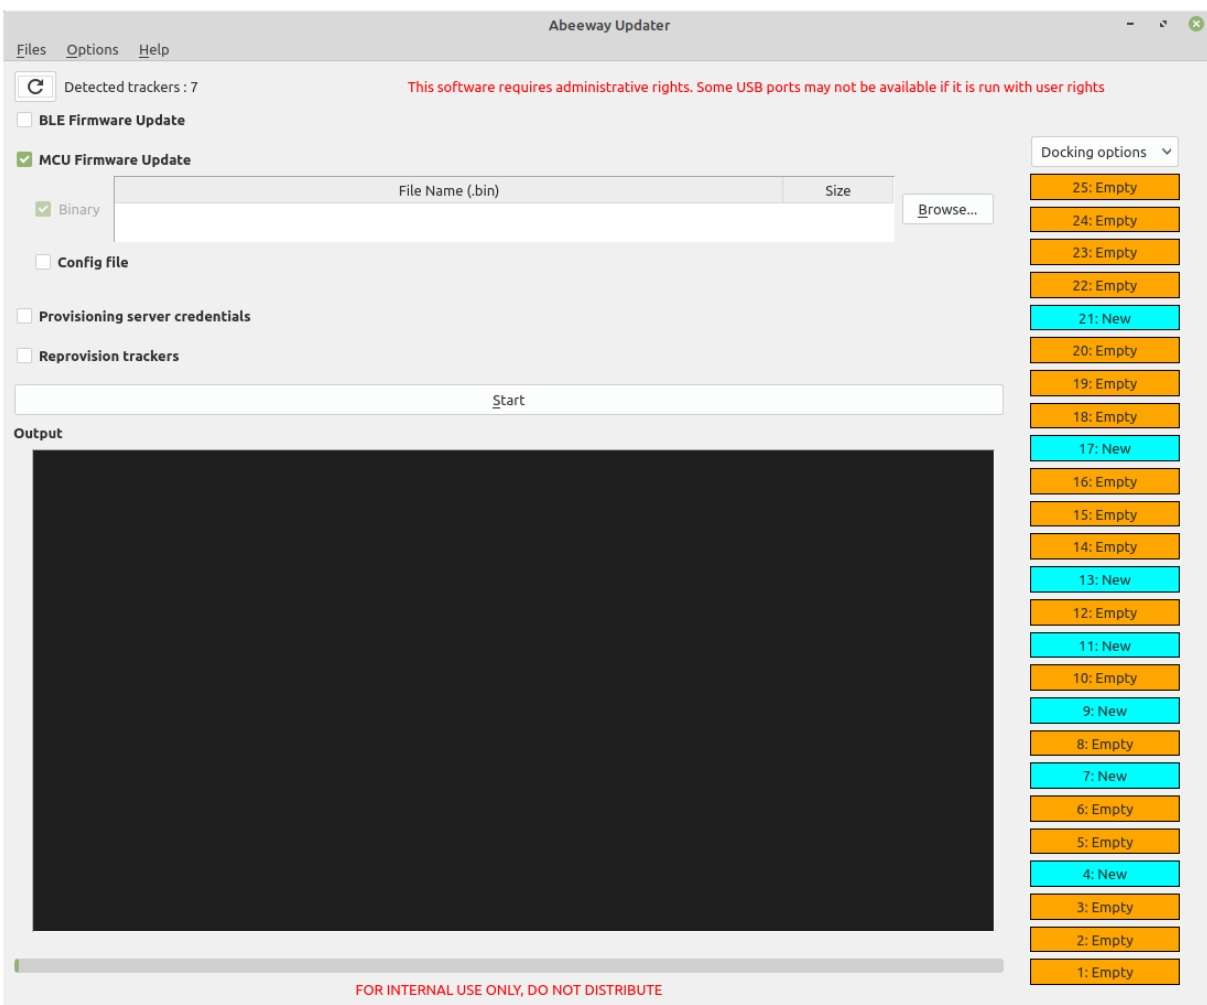 Abeeway Updater
Files Options Help
Detected trackers : 7
This software requires administrative rights. Some USB ports may not be available if it is run with user rights
BLE Firmware Update
MCU Firmware Update
Docking options
File Name (.bin) Size
Binary
Browse...
Config file
Provisioning server credentials
Reprovision trackers
Start
Output
25: Empty
24: Empty
23: Empty
22: Empty
21: New
20: Empty
19: Empty
18: Empty
17: New
16: Empty
15: Empty
14: Empty
13: New
12: Empty
11: New
10: Empty
9: New
8: Empty
7: New
6: Empty
5: Empty
4: New
3: Empty
2: Empty
1: Empty
FOR INTERNAL USE ONLY, DO NOT DISTRIBUTE